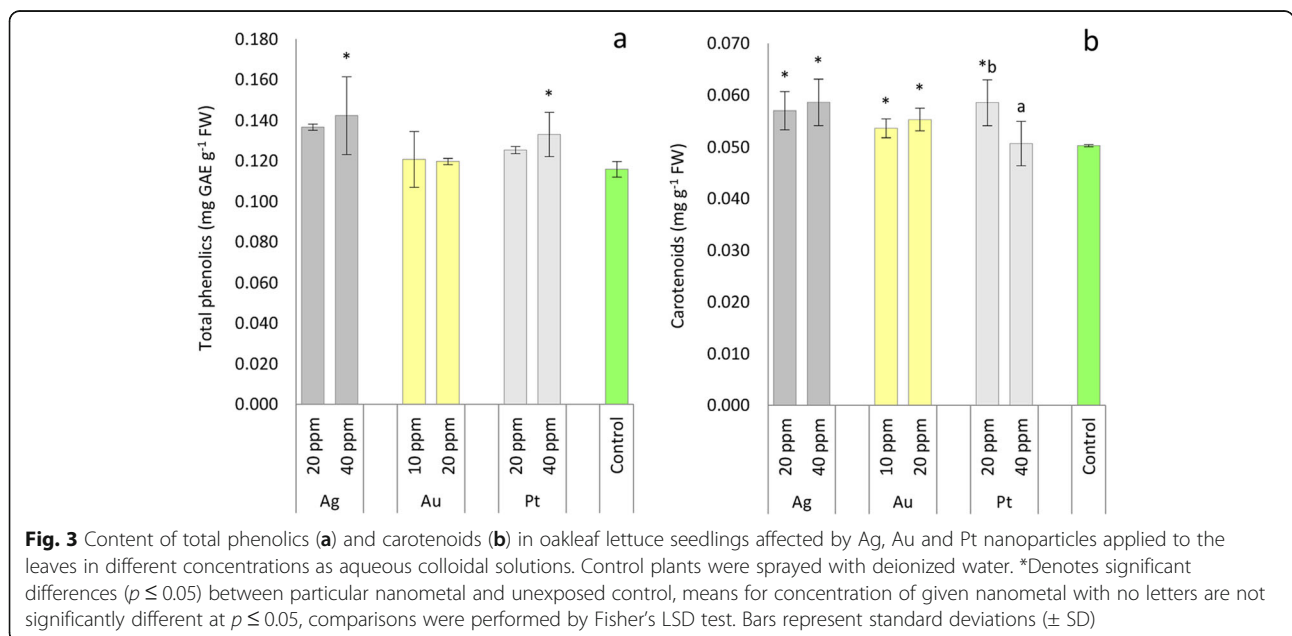 a
Total phenolics (mg GAE g-1 FW)
0.180
0.160
0.140
0.120
0.100
0.080
0.060
0.040
0.020
0.000
*
*
20 ppm
40 ppm
10 ppm
20 ppm
20 ppm
40 ppm
Control
Ag
Au
Pt
b
Carotenoids (mg g-1 FW)
0.070
0.060
0.050
0.040
0.030
0.020
0.010
0.000
*
*
*
*
*b
a
20 ppm
40 ppm
10 ppm
20 ppm
20 ppm
40 ppm
Control
Ag
Au
Pt
Fig. 3 Content of total phenolics (a) and carotenoids (b) in oakleaf lettuce seedlings affected by Ag, Au and Pt nanoparticles applied to the
leaves in different concentrations as aqueous colloidal solutions. Control plants were sprayed with deionized water. *Denotes significant
differences (p ≤ 0.05) between particular nanometal and unexposed control, means for concentration of given nanometal with no letters are not
significantly different at p ≤ 0.05, comparisons were performed by Fisher's LSD test. Bars represent standard deviations (± SD)